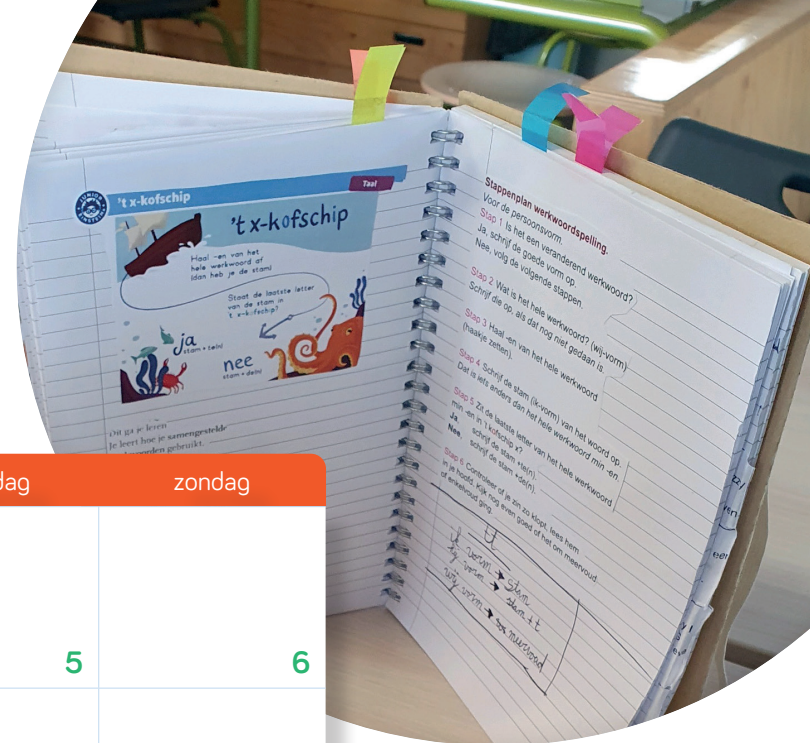 JUNIOR
EINSTEIN
't x-kofschip
Taal
't x-kofschip
Haal -en van het
hele werkwoord af
(dan heb je de stam)
Staat de laatste letter
van de stam in
't x-kofschip?
ja
stam + te(n)
nee
stam + de(n)
Dit ga je leren
Je leert hoe je samengestelde
gebruikt.
Stappenplan werkwoordspelling.
Voor de persoonsvorm.
Stap 1 Is het een veranderend werkwoord?
Ja, schrijf de goede vorm op.
Nee, volg de volgende stappen.
Stap 2 Wat is het hele werkwoord? (wij-vorm)
Schrijf die op, als dat nog niet gedaan is.
Stap 3 Haal -en van het hele werkwoord
(haakje zetten).
Stap 4 Schrijf de stam (ik-vorm) van het woord op.
Dat is iets anders dan het hele werkwoord min -en.
Stap 5 Zit de laatste letter van het hele werkwoord
min -en in 't kofschip x?
Ja, schrijf de stam +te(n).
Nee, schrijf de stam +de(n).
Stap 6 Controleer of je zin zo klopt, lees hem
in je hoofd. Kijk nog even goed of het om meervoud
of enkelvoud ging.
tt
ik vorm → stam
jij vorm → stam + t
wij vorm →
dag
zondag
5
6